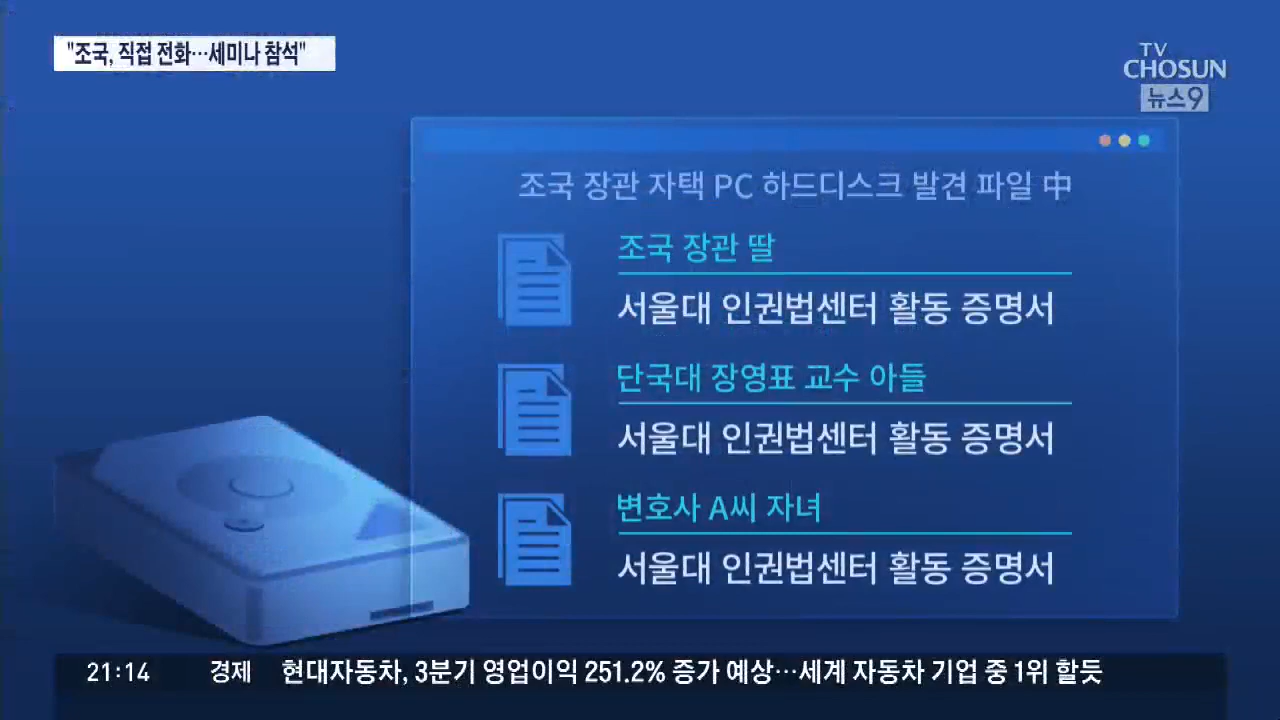 "조국, 직접 전화…세미나 참석"
TV
CHOSUN
뉴스9
조국 장관 자택 PC 하드디스크 발견 파일 中
조국 장관 딸
서울대 인권법센터 활동 증명서
단국대 장영표 교수 아들
서울대 인권법센터 활동 증명서
변호사 A씨 자녀
서울대 인권법센터 활동 증명서
21:14 경제 현대자동차, 3분기 영업이익 251.2% 증가 예상…세계 자동차 기업 중 1위 할듯